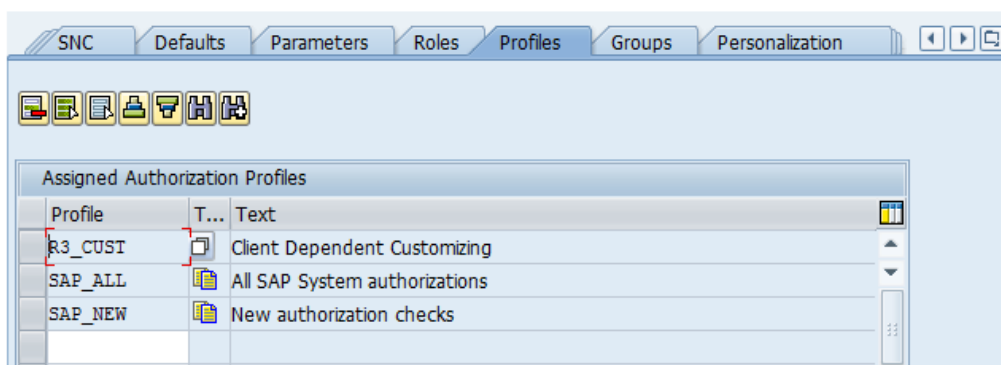 SNC Defaults Parameters Roles Profiles Groups Personalization
Assigned Authorization Profiles
Profile T... Text
R3_CUST Client Dependent Customizing
SAP_ALL All SAP System authorizations
SAP_NEW New authorization checks